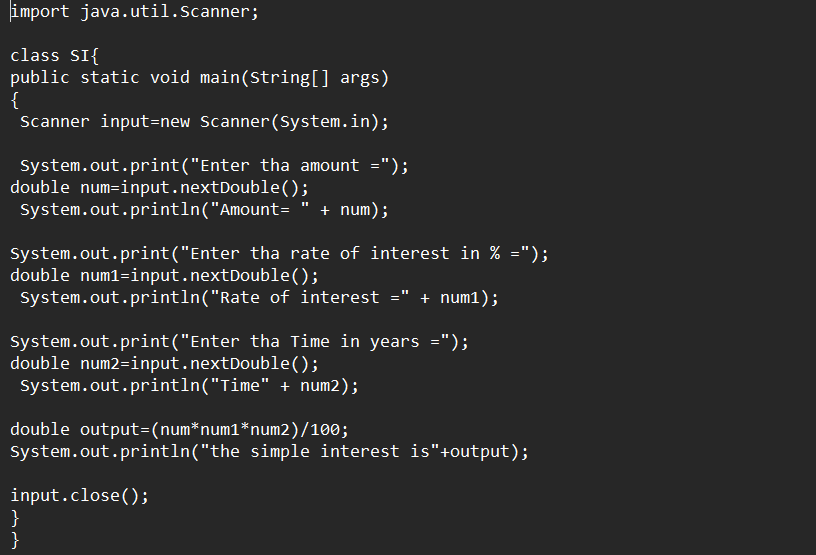 import java.util.Scanner;
class SI{
public static void main(String[] args)
{
Scanner input=new Scanner(System.in);
System.out.print("Enter tha amount =");
double num=input.nextDouble();
System.out.println("Amount= " + num);
System.out.print("Enter tha rate of interest in % =");
double num1=input.nextDouble();
System.out.println("Rate of interest =" + num1);
System.out.print("Enter tha Time in years =");
double num2=input.nextDouble();
System.out.println("Time" + num2);
double output=(num*num1*num2)/100;
System.out.println("the simple interest is"+output);
input.close();
}
}